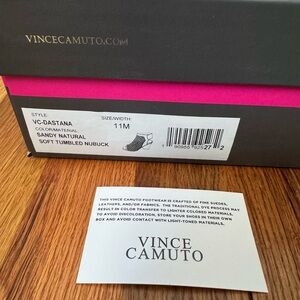 VINCECAMUTO.COM
STYLE:
SIZE/WIDTH
VC-DASTANA
11M
COLOR/MATERIAL
SANDY NATURAL
SOFT TUMBLED NUBUCK
THIS VINCE CAMUTO FOOTWEAR IS CRAFTED OF FINE SUEDES,
LEATHERS, AND/OR FABRICS. THE TRADITIONAL DYE PROCESS MAY
RESULT IN COLOR TRANSFER TO LIGHTER COLORED MATERIALS.
TO AVOID DISCOLORATION, STORE YOUR SHOES IN THEIR OWN
BOX AND AVOID CONTACT WITH LIGHT-TONED MATERIALS.
VINCE
CAMUTO